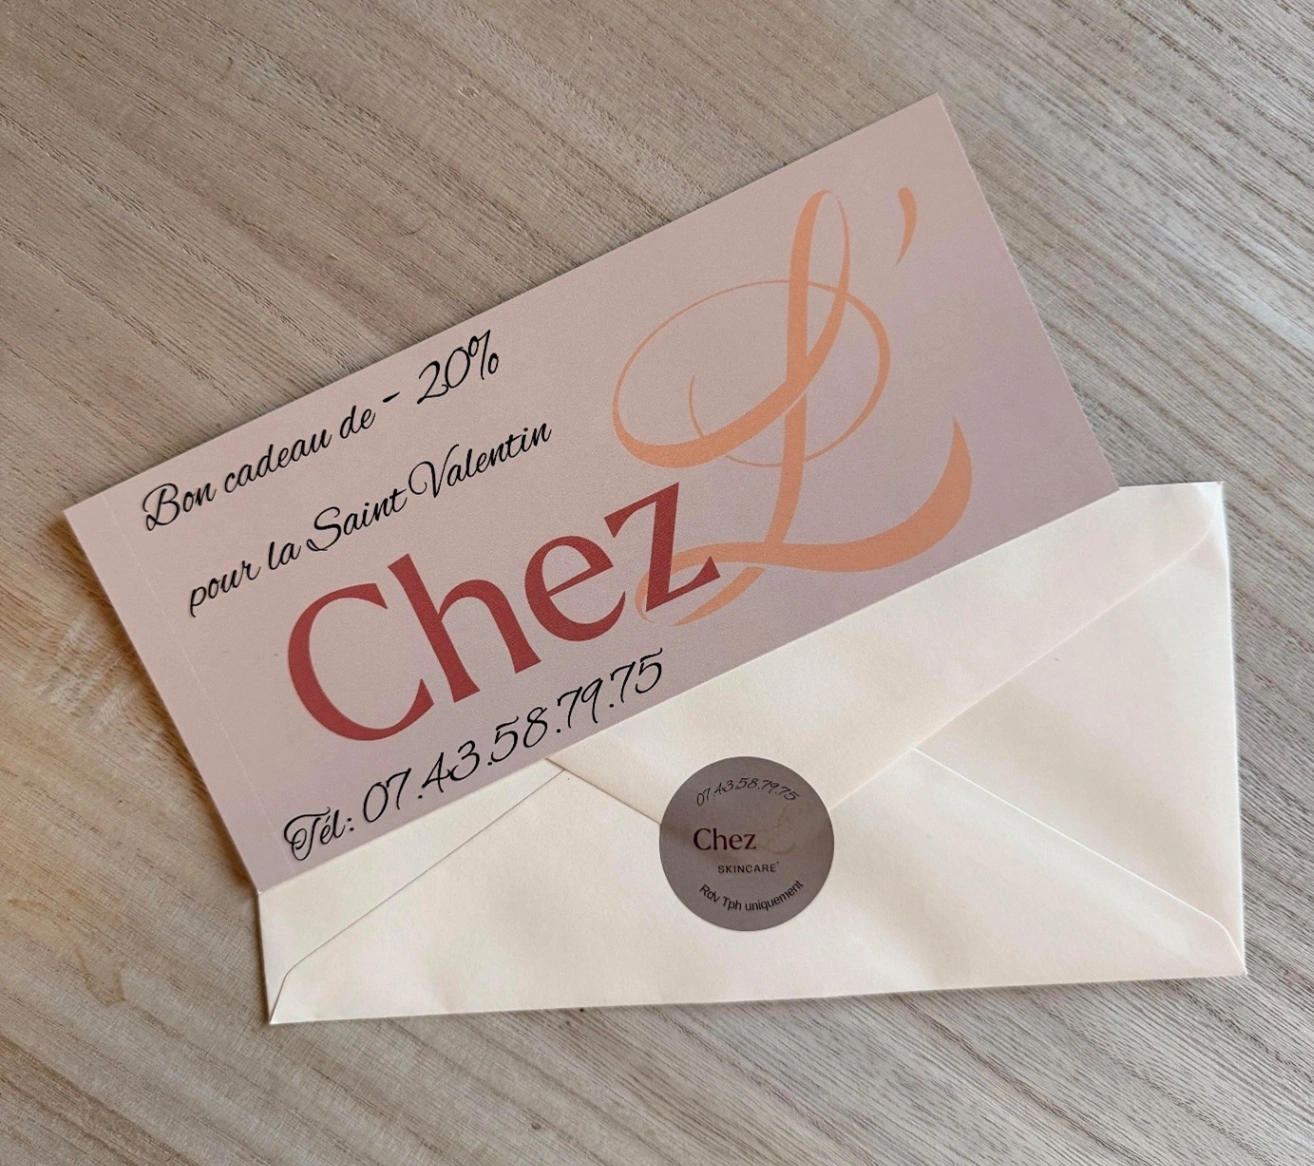 Bon cadeau de - 20%
pour la Saint Valentin
Chez L'
Tél: 07.43.58.79.75
07.43.58.79.75
Chez L
SKINCARE
Rdv Tph uniquement